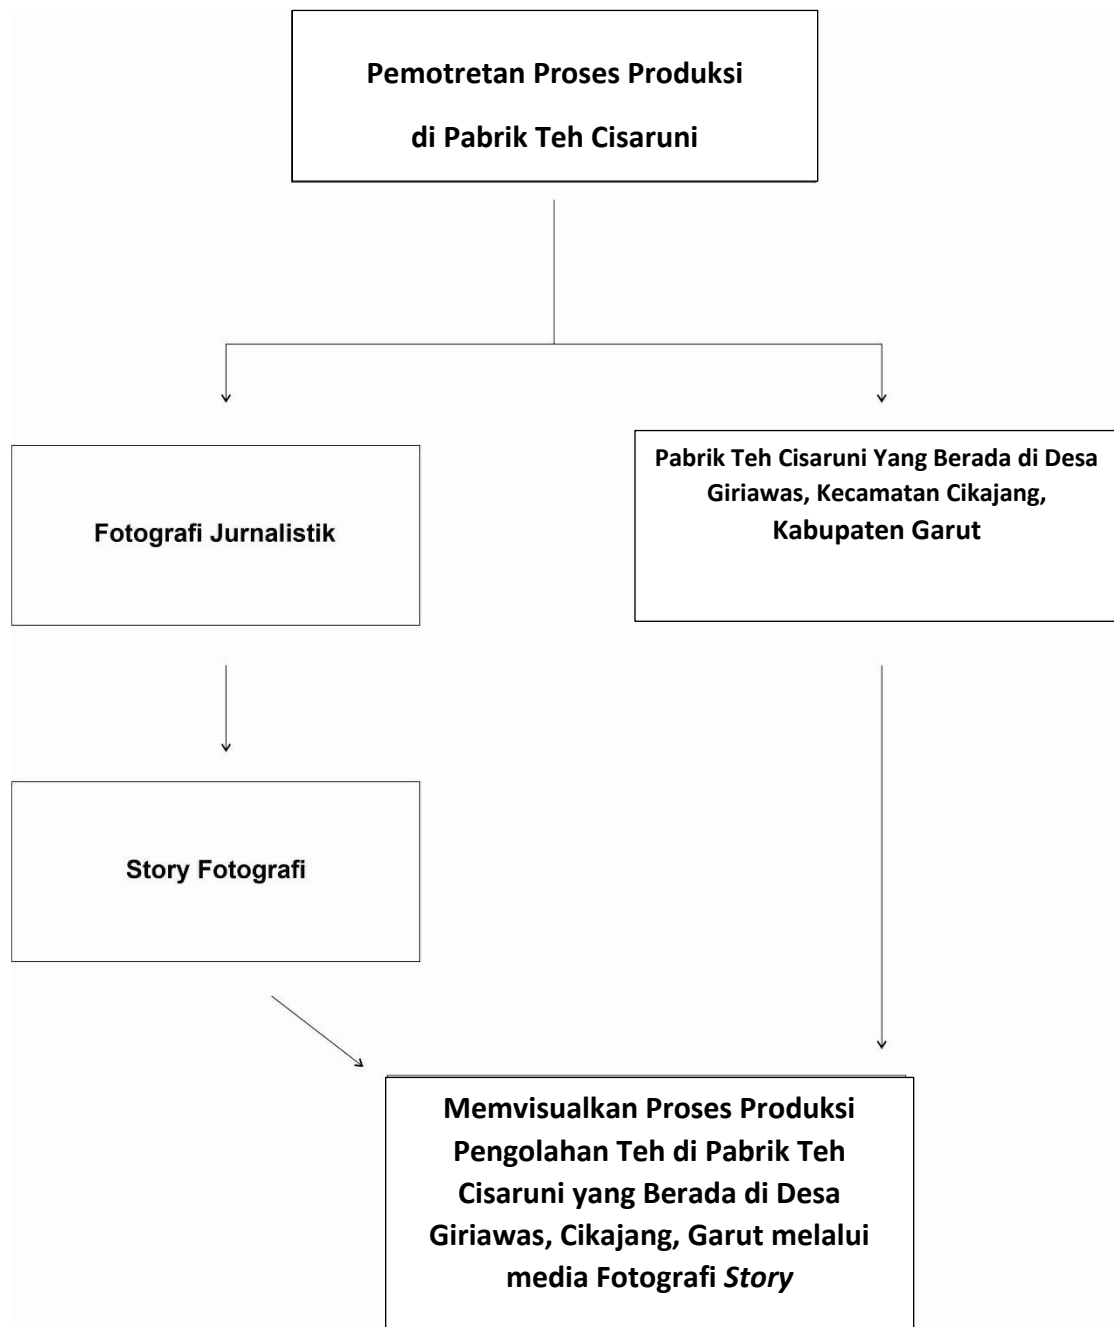 Pemotretan Proses Produksi
di Pabrik Teh Cisaruni
Fotografi Jurnalistik
Pabrik Teh Cisaruni Yang Berada di Desa
Giriawas, Kecamatan Cikajang,
Kabupaten Garut
Story Fotografi
Memvisualkan Proses Produksi
Pengolahan Teh di Pabrik Teh
Cisaruni yang Berada di Desa
Giriawas, Cikajang, Garut melalui
media Fotografi Story